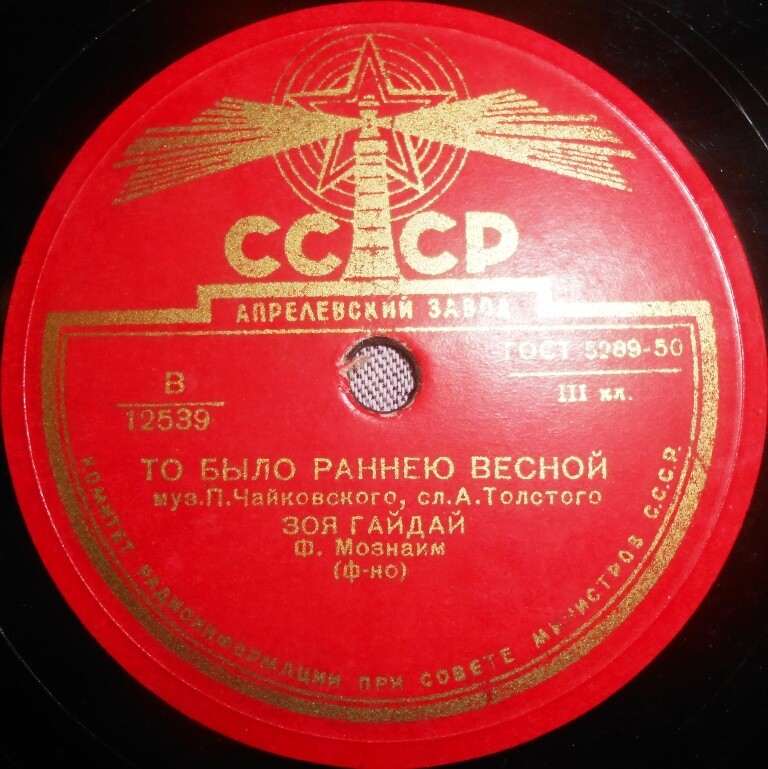 СССР
АПРЕЛЕВСКИЙ ЗАВОД
ГОСТ 5289-50
III кл.
В
12539
ТО БЫЛО РАННЕЮ ВЕСНОЙ
муз.П.Чайковского, сл.А.Толстого
ЗОЯ ГАЙДАЙ
Ф. Мознаим
(ф-но)
КОМИТЕТ РАДИОИНФОРМАЦИИ ПРИ СОВЕТЕ МИНИСТРОВ С.С.С.Р.